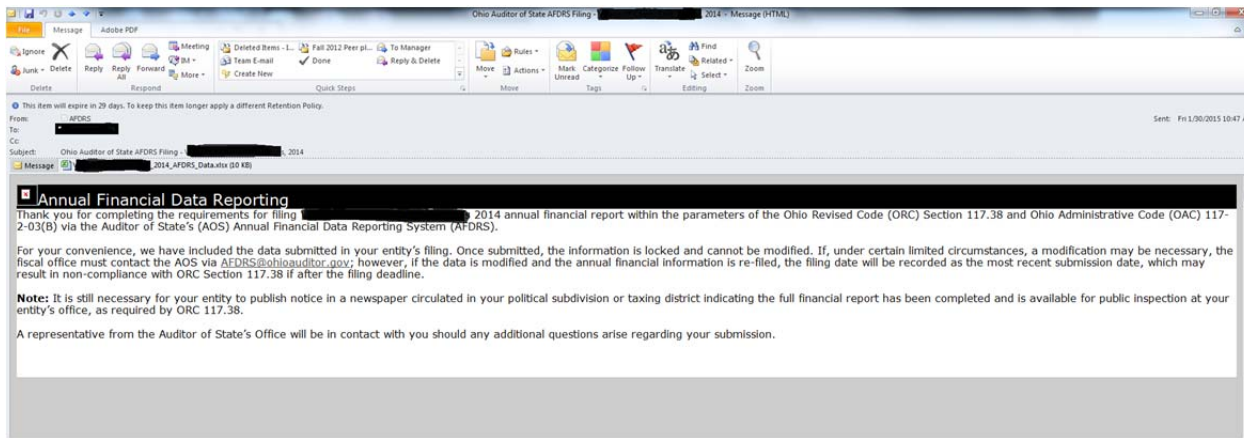 Ohio Auditor of State AFDRS Filing - , 2014 - Message (HTML)
File Message Adobe PDF
Ignore
Junk
Delete
Reply
Reply All
Forward
Meeting
IM
More
Deleted Items - I...
Team E-mail
Create New
Fall 2012 Peer pl...
Done
To Manager
Reply & Delete
Move
Rules
Actions
Mark Unread
Categorize
Follow Up
Translate
Find
Related
Select
Zoom
Delete Respond Quick Steps Move Tags Editing Zoom
This item will expire in 29 days. To keep this item longer apply a different Retention Policy.
From: AFDRS Sent: Fri 1/30/2015 10:47
To:
Cc:
Subject: Ohio Auditor of State AFDRS Filing - , 2014
Message _2014_AFDRS_Data.xlsx (10 KB)
Annual Financial Data Reporting
Thank you for completing the requirements for filing 2014 annual financial report within the parameters of the Ohio Revised Code (ORC) Section 117.38 and Ohio Administrative Code (OAC) 117-
2-03(B) via the Auditor of State's (AOS) Annual Financial Data Reporting System (AFDRS).
For your convenience, we have included the data submitted in your entity's filing. Once submitted, the information is locked and cannot be modified. If, under certain limited circumstances, a modification may be necessary, the
fiscal office must contact the AOS via AFDRS@ohioauditor.gov; however, if the data is modified and the annual financial information is re-filed, the filing date will be recorded as the most recent submission date, which may
result in non-compliance with ORC Section 117.38 if after the filing deadline.
Note: It is still necessary for your entity to publish notice in a newspaper circulated in your political subdivision or taxing district indicating the full financial report has been completed and is available for public inspection at your
entity's office, as required by ORC 117.38.
A representative from the Auditor of State's Office will be in contact with you should any additional questions arise regarding your submission.